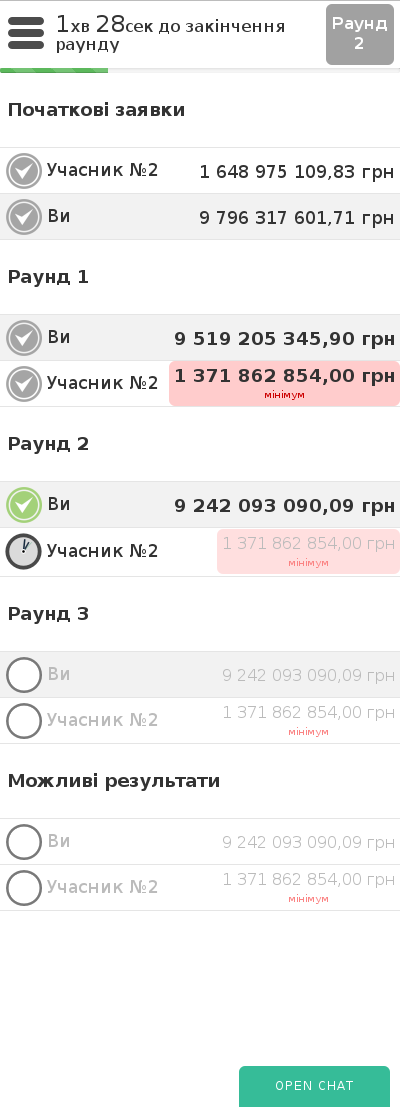 1хв 28сек до закінчення
раунду
Раунд
2
Початкові заявки
Учасник №2 1 648 975 109,83 грн
Ви 9 796 317 601,71 грн
Раунд 1
Ви 9 519 205 345,90 грн
Учасник №2 1 371 862 854,00 грн
мінімум
Раунд 2
Ви 9 242 093 090,09 грн
Учасник №2 1 371 862 854,00 грн
мінімум
Раунд 3
Ви 9 242 093 090,09 грн
Учасник №2 1 371 862 854,00 грн
мінімум
Можливі результати
Ви 9 242 093 090,09 грн
Учасник №2 1 371 862 854,00 грн
мінімум
OPEN CHAT